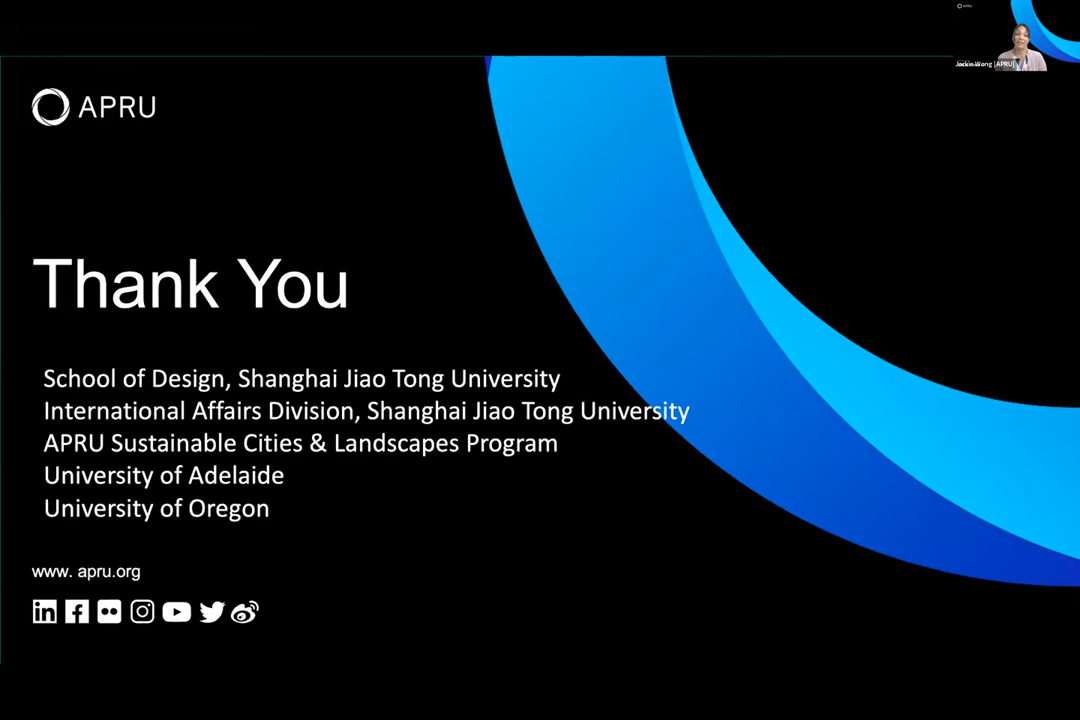 APRU
Jackie Wong [APRU]
APRU
Thank You
School of Design, Shanghai Jiao Tong University
International Affairs Division, Shanghai Jiao Tong University
APRU Sustainable Cities & Landscapes Program
University of Adelaide
University of Oregon
www. apru.org